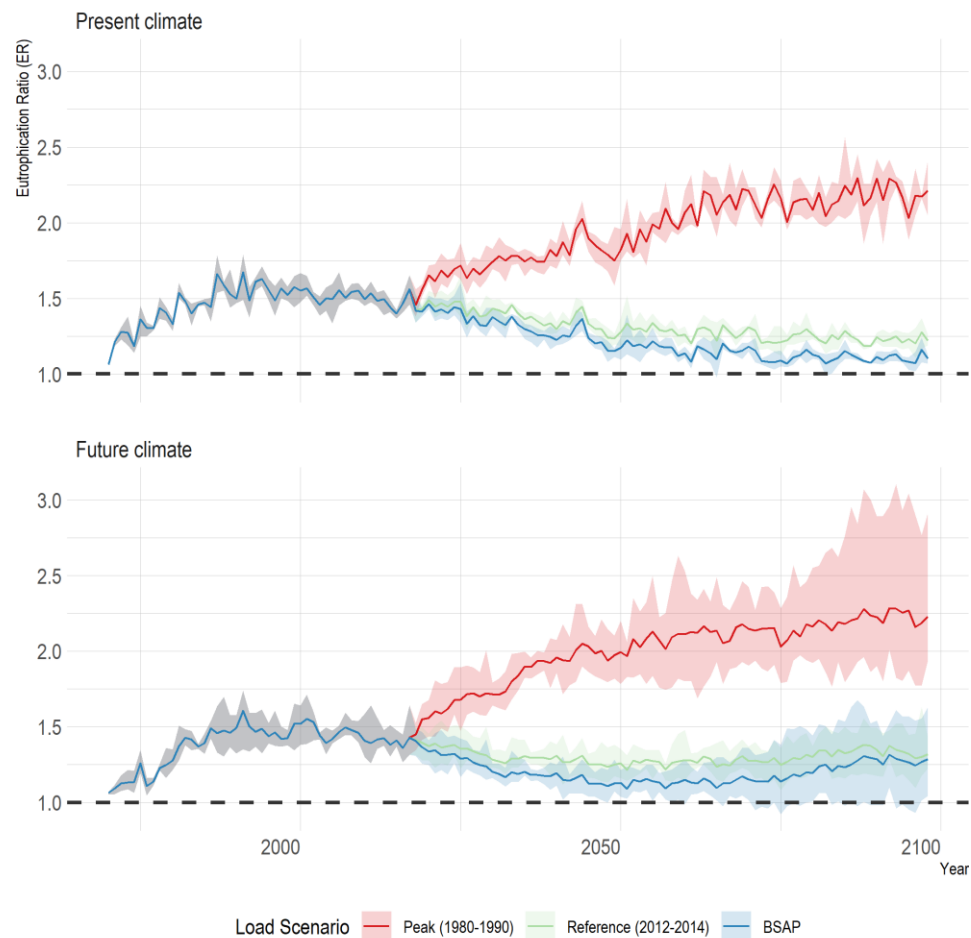 Present climate
Eutrophication Ratio (ER)
3.0
2.5
2.0
1.5
1.0
Future climate
3.0
2.5
2.0
1.5
1.0
2000 2050 2100
Year
Load Scenario Peak (1980-1990) Reference (2012-2014) BSAP